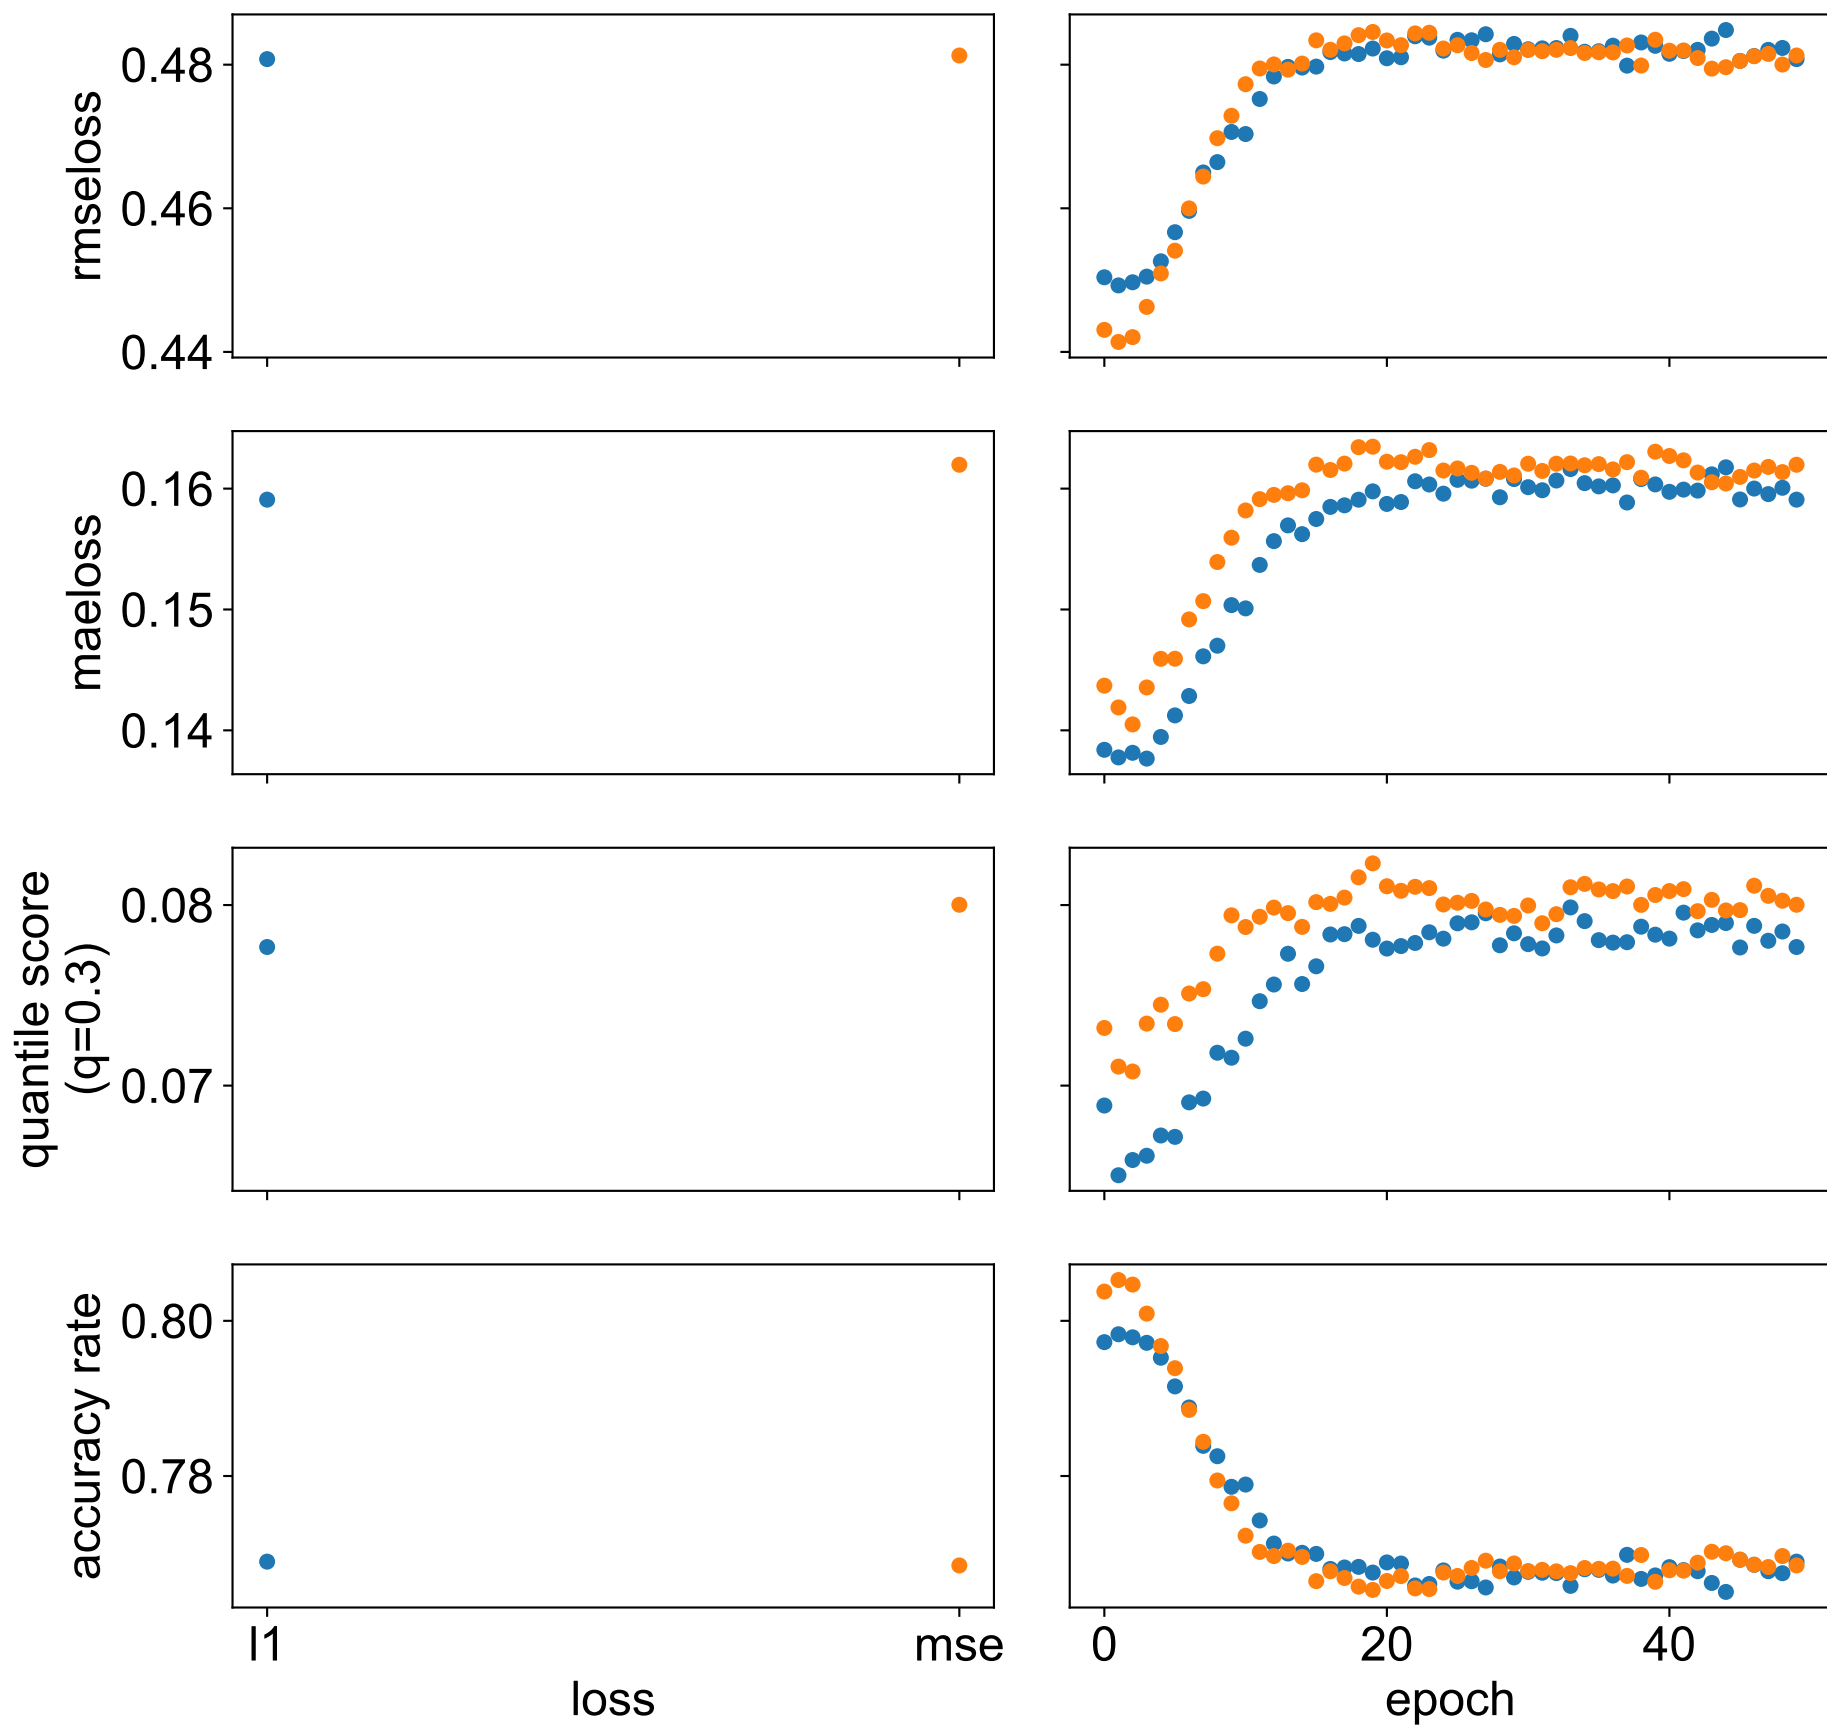 rmseloss
0.48
0.46
0.44
maeloss
0.16
0.15
0.14
quantile score
(q=0.3)
0.08
0.07
accuracy rate
0.80
0.78
l1
mse
0
20
40
loss
epoch